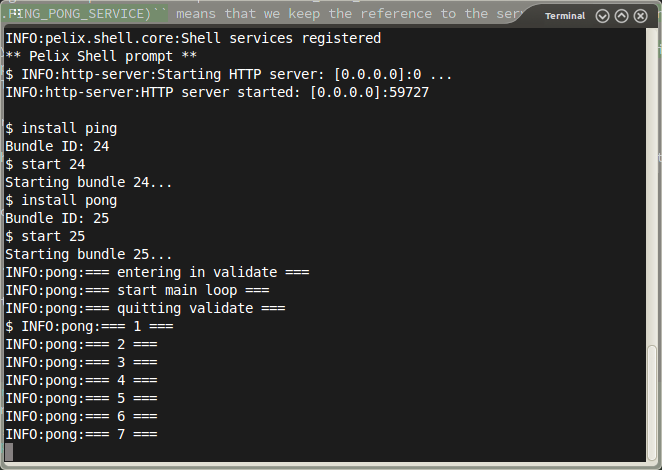 .PING_PONG_SERVICE)`` means that we keep the reference to the ser
Terminal
INFO:pelix.shell.core:Shell services registered
** Pelix Shell prompt **
$ INFO:http-server:Starting HTTP server: [0.0.0.0]:0 ...
INFO:http-server:HTTP server started: [0.0.0.0]:59727
$ install ping
Bundle ID: 24
$ start 24
Starting bundle 24...
$ install pong
Bundle ID: 25
$ start 25
Starting bundle 25...
INFO:pong:=== entering in validate ===
INFO:pong:=== start main loop ===
INFO:pong:=== quitting validate ===
$ INFO:pong:=== 1 ===
INFO:pong:=== 2 ===
INFO:pong:=== 3 ===
INFO:pong:=== 4 ===
INFO:pong:=== 5 ===
INFO:pong:=== 6 ===
INFO:pong:=== 7 ===